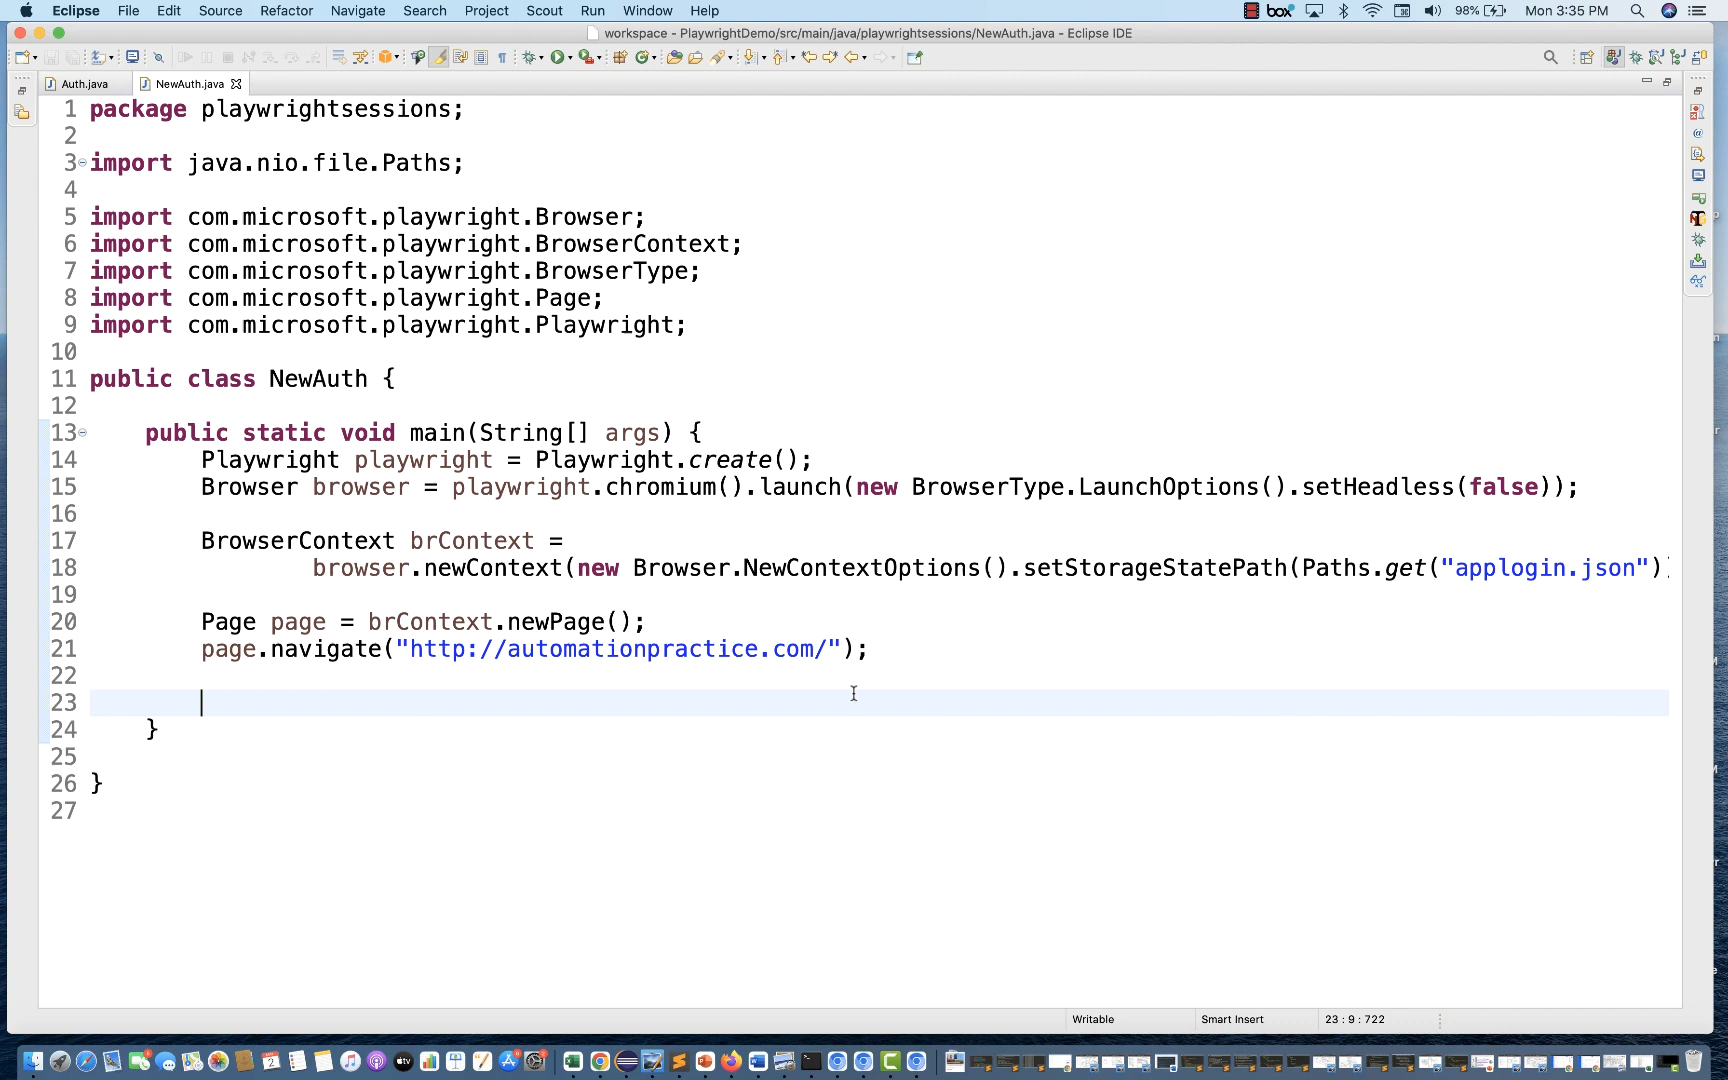 Eclipse File Edit Source Refactor Navigate Search Project Scout Run Window Help box 98% Mon 3:35 PM
workspace - PlaywrightDemo/src/main/java/playwrightsessions/NewAuth.java - Eclipse IDE
Auth.java NewAuth.java
1 package playwrightsessions;
2
3 import java.nio.file.Paths;
4
5 import com.microsoft.playwright.Browser;
6 import com.microsoft.playwright.BrowserContext;
7 import com.microsoft.playwright.BrowserType;
8 import com.microsoft.playwright.Page;
9 import com.microsoft.playwright.Playwright;
10
11 public class NewAuth {
12
13 public static void main(String[] args) {
14 Playwright playwright = Playwright.create();
15 Browser browser = playwright.chromium().launch(new BrowserType.LaunchOptions().setHeadless(false));
16
17 BrowserContext brContext =
18 browser.newContext(new Browser.NewContextOptions().setStorageStatePath(Paths.get("applogin.json")
19
20 Page page = brContext.newPage();
21 page.navigate("http://automationpractice.com/");
22
23
24 }
25
26 }
27
Writable Smart Insert 23 : 9 : 722